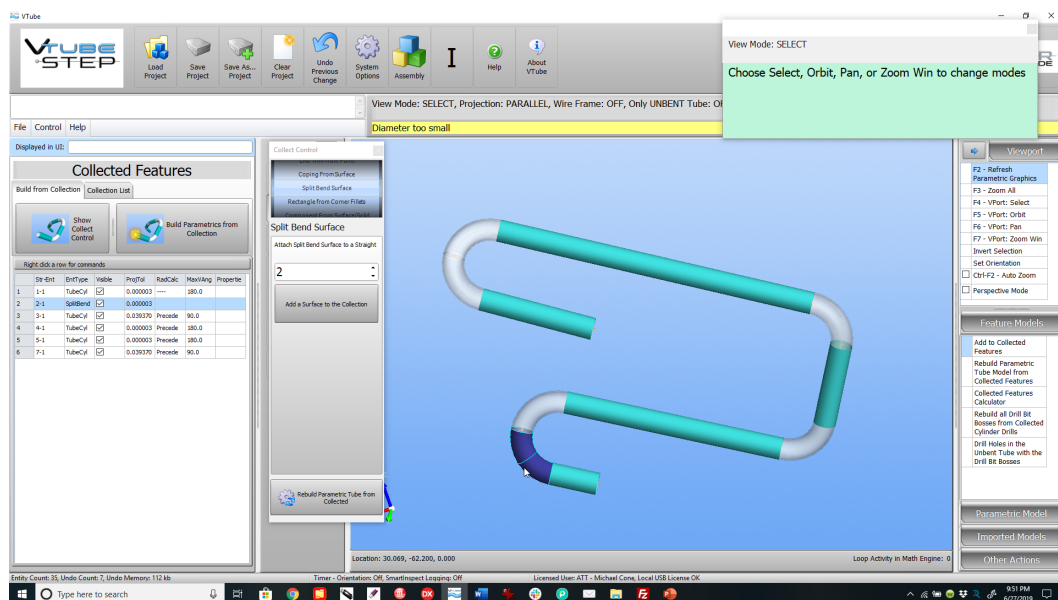 VTube
VTUBE
-STEP
Load
Project
Save
Project
Save As...
Project
Clear
Project
Undo
Previous
Change
System
Options
Assembly
Help
About
VTube
View Mode: SELECT
Choose Select, Orbit, Pan, or Zoom Win to change modes
View Mode: SELECT, Projection: PARALLEL, Wire Frame: OFF, Only UNBENT Tube:
Diameter too small
File Control Help
Displayed in UI:
Collected Features
Build from Collection Collection List
Show
Collect
Control
Build Parametrics from
Collection
Right click a row for commands
Str-Ent EntType Visible ProjTol RadCalc MaxVAng Propertie
1 1-1 TubeCyl 0.000003 ---- 180.0
2 2-1 SplitBend 0.000003
3 3-1 TubeCyl 0.039370 Precede 90.0
4 4-1 TubeCyl 0.000003 Precede 180.0
5 5-1 TubeCyl 0.000003 Precede 180.0
6 7-1 TubeCyl 0.039370 Precede 90.0
Collect Control
Coping From Surface
Split Bend Surface
Rectangle from Corner Fillets
Split Bend Surface
Attach Split Bend Surface to a Straight
2
Add a Surface to the Collection
Rebuild Parametric Tube from
Collected
Viewport
F2 - Refresh
Parametric Graphics
F3 - Zoom All
F4 - VPort: Select
F5 - VPort: Orbit
F6 - VPort: Pan
F7 - VPort: Zoom Win
Invert Selection
Set Orientation
Ctrl-F2 - Auto Zoom
Perspective Mode
Feature Models
Add to Collected
Features
Rebuild Parametric
Tube Model from
Collected Features
Collected Features
Calculator
Rebuild all Drill Bit
Bosses from Collected
Cylinder Drills
Drill Holes in the
Unbent Tube with the
Drill Bit Bosses
Parametric Model
Imported Models
Other Actions
Location: 30.069, -62.200, 0.000
Loop Activity in Math Engine: 0
Entity Count: 35, Undo Count: 7, Undo Memory: 112 kb
Timer - Orientation: Off, SmartInspect Logging: Off
Licensed User: ATT - Michael Cone, Local USB License OK
Type here to search
9:51 PM
6/27/2019